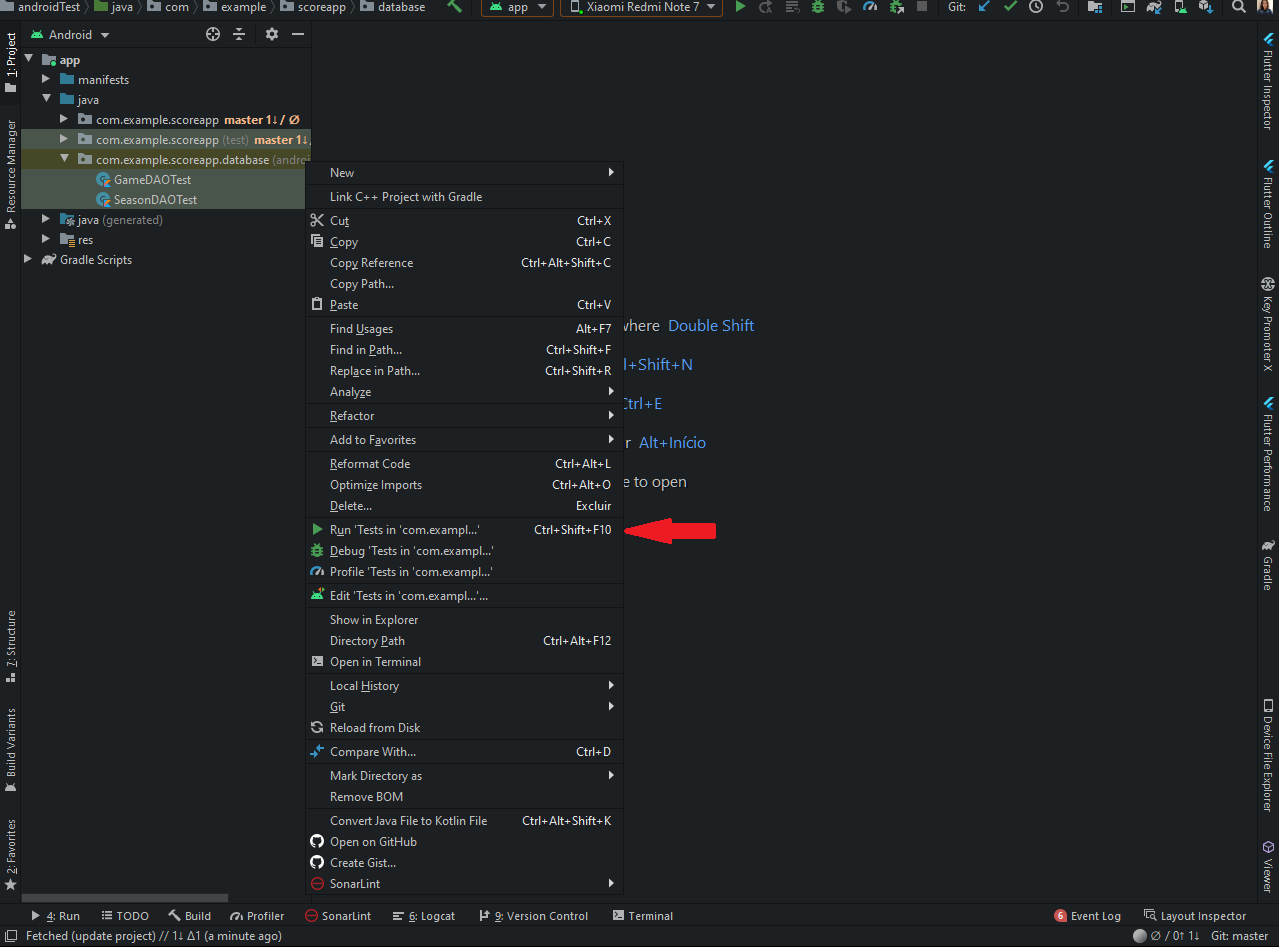 androidTest java com example scoreapp database app Xiaomi Redmi Note 7 Git:
Android
1: Project
Resource Manager
7: Structure
Build Variants
2: Favorites
app
manifests
java
com.example.scoreapp master 1↓ / Ø
com.example.scoreapp (test) master 1↓
com.example.scoreapp.database (andro
GameDAOTest
SeasonDAOTest
java (generated)
res
Gradle Scripts
New
Link C++ Project with Gradle
Cut Ctrl+X
Copy Ctrl+C
Copy Reference Ctrl+Alt+Shift+C
Copy Path...
Paste Ctrl+V
Find Usages Alt+F7
Find in Path... Ctrl+Shift+F
Replace in Path... Ctrl+Shift+R
Analyze
Refactor
Add to Favorites
Reformat Code Ctrl+Alt+L
Optimize Imports Ctrl+Alt+O
Delete... Excluir
Run 'Tests in 'com.exampl...' Ctrl+Shift+F10
Debug 'Tests in 'com.exampl...'
Profile 'Tests in 'com.exampl...'
Edit 'Tests in 'com.exampl...'...
Show in Explorer
Directory Path Ctrl+Alt+F12
Open in Terminal
Local History
Git
Reload from Disk
Compare With... Ctrl+D
Mark Directory as
Remove BOM
Convert Java File to Kotlin File Ctrl+Alt+Shift+K
Open on GitHub
Create Gist...
SonarLint
where Double Shift
l+Shift+N
Ctrl+E
r Alt+Início
e to open
Flutter Inspector
Flutter Outline
Key Promoter X
Flutter Performance
Gradle
Device File Explorer
Viewer
4: Run TODO Build Profiler SonarLint 6: Logcat 9: Version Control Terminal 6 Event Log Layout Inspector
Fetched (update project) // 1↓ Δ1 (a minute ago) Ø / 0↑ 1↓ Git: master